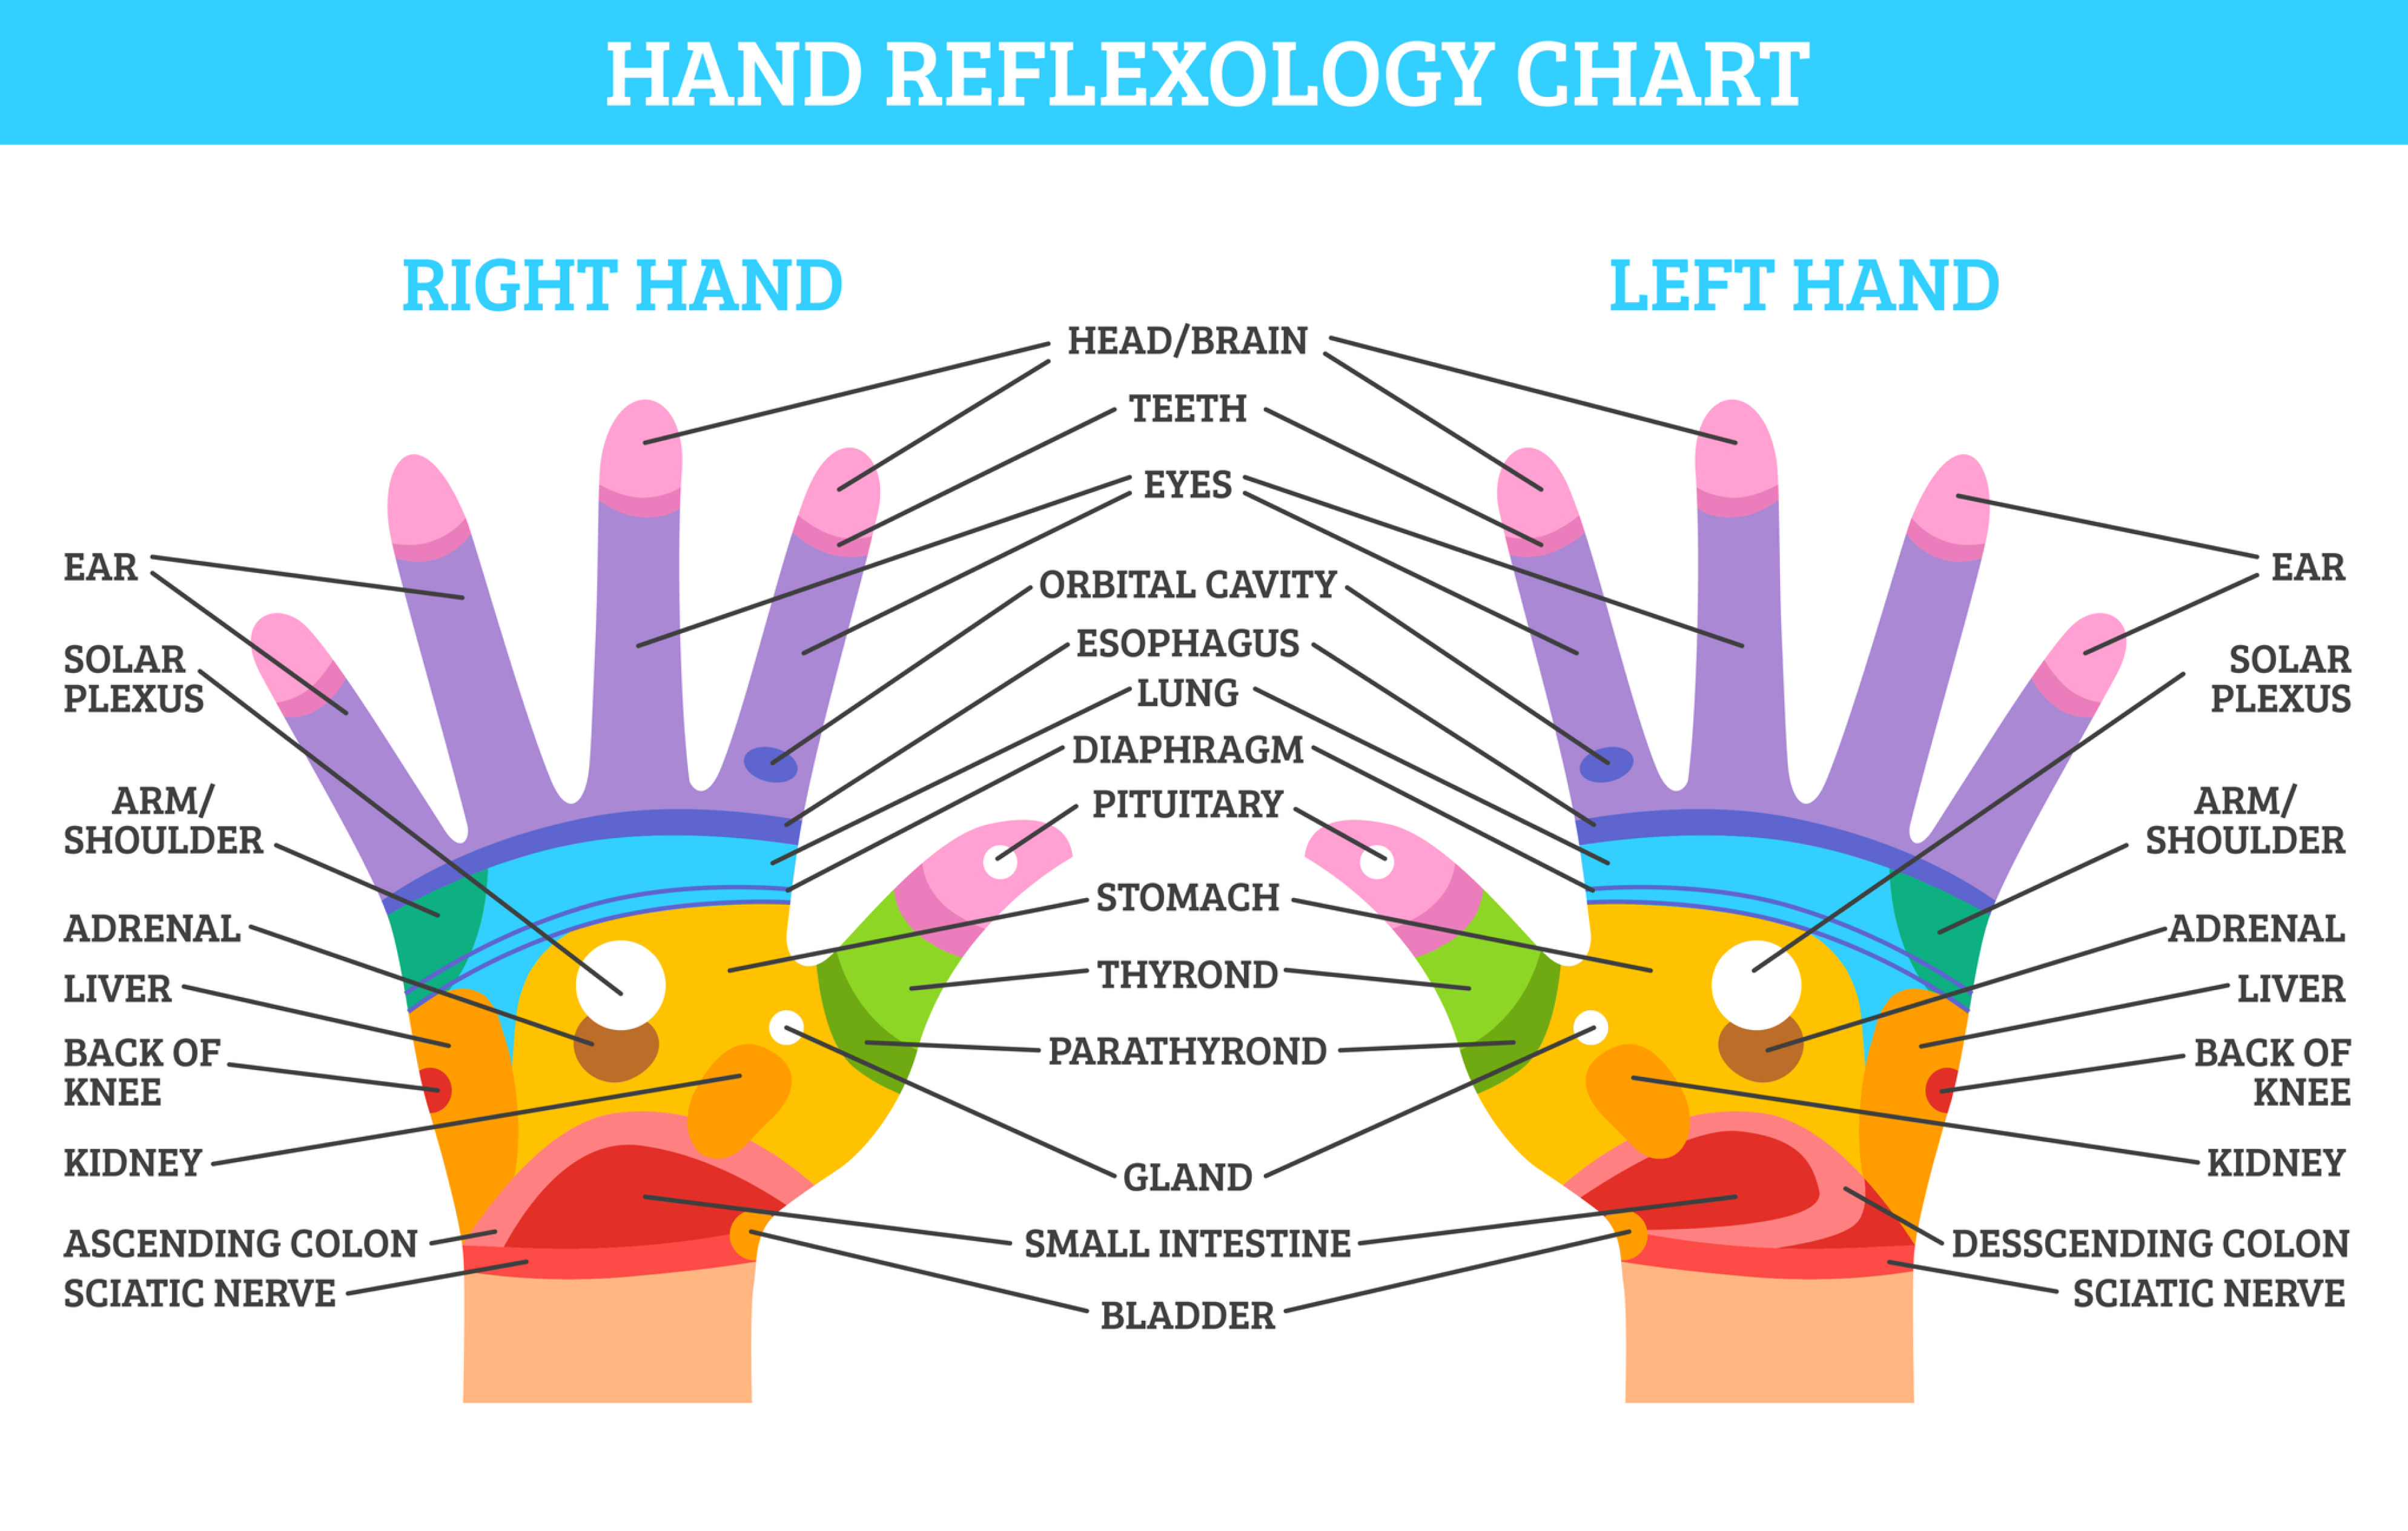 HAND REFLEXOLOGY CHART
RIGHT HAND
LEFT HAND
EAR
SOLAR
PLEXUS
ARM/
SHOULDER
ADRENAL
LIVER
BACK OF
KNEE
KIDNEY
ASCENDING COLON
SCIATIC NERVE
HEAD/BRAIN
TEETH
EYES
ORBITAL CAVITY
ESOPHAGUS
LUNG
DIAPHRAGM
PITUITARY
STOMACH
THYROND
PARATHYROND
GLAND
SMALL INTESTINE
BLADDER
EAR
SOLAR
PLEXUS
ARM/
SHOULDER
ADRENAL
LIVER
BACK OF
KNEE
KIDNEY
DESSCENDING COLON
SCIATIC NERVE